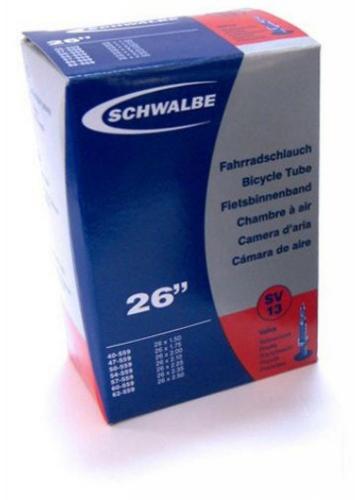 26"
SCHWALBE
Fahrradschlauch
Bicycle Tube
Fietsbinnenband
Chambre à air
Camera d'aria
Cámara de aire
26"
SV
13
40-559 26 x 1.50
47-559 26 x 1.75
50-559 26 x 2.00
54-559 26 x 2.10
26 x 2.25
57-559 26 x 2.35
60-559
62-559 26 x 2.50